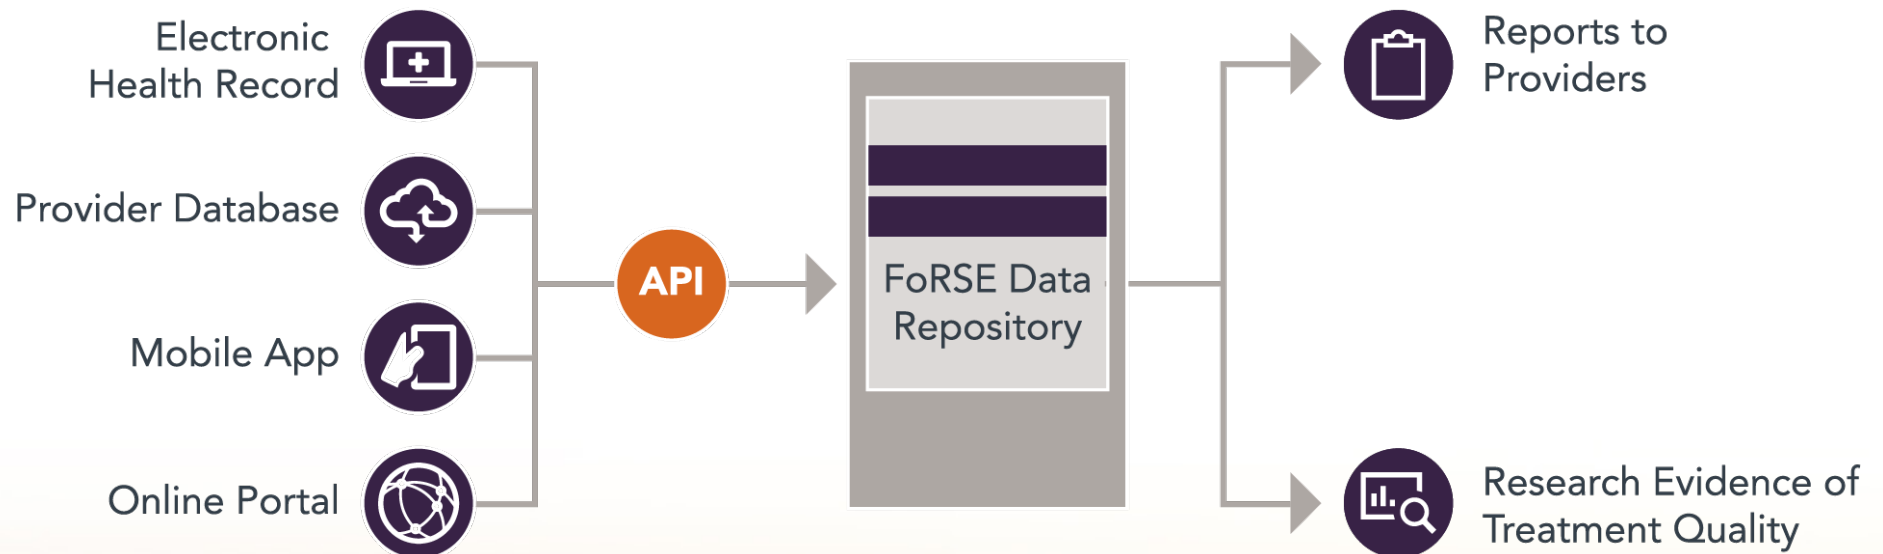 Electronic
Health Record
Provider Database
Mobile App
Online Portal
API
FoRSE Data
Repository
Reports to
Providers
Research Evidence of
Treatment Quality